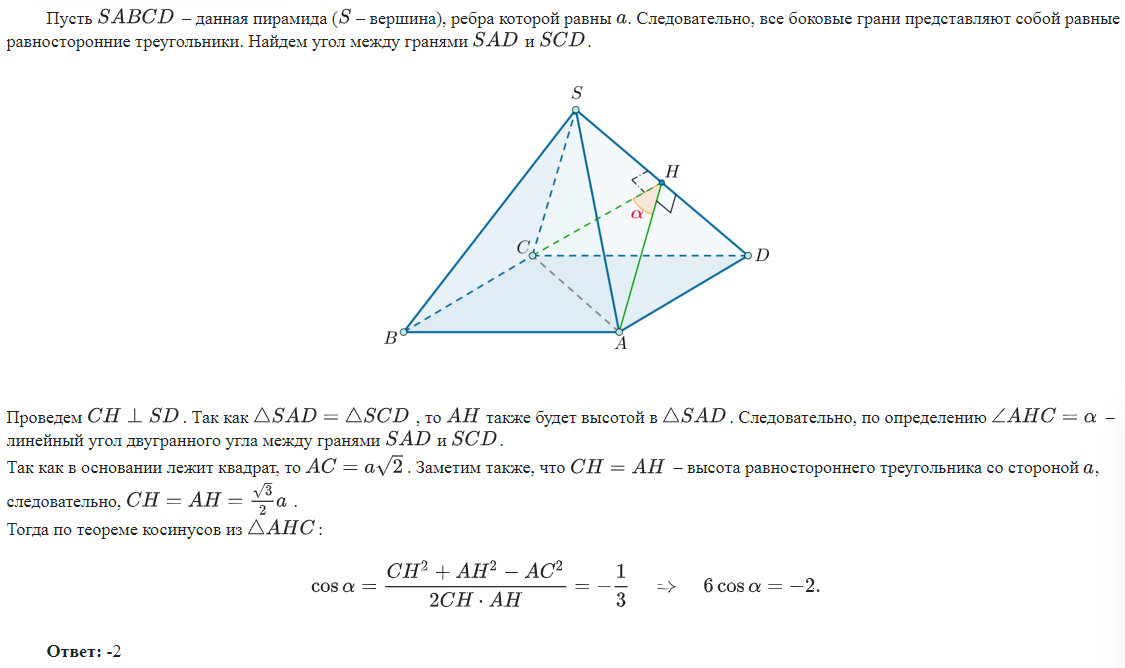 Пусть SABCD – данная пирамида (S – вершина), ребра которой равны a. Следовательно, все боковые грани представляют собой равные
равносторонние треугольники. Найдем угол между гранями SAD и SCD.
S
H
α
C
D
B
A
Проведем CH ⊥ SD. Так как △SAD = △SCD, то AH также будет высотой в △SAD. Следовательно, по определению ∠AHC = α –
линейный угол двугранного угла между гранями SAD и SCD.
Так как в основании лежит квадрат, то AC = a√2. Заметим также, что CH = AH – высота равностороннего треугольника со стороной a,
следовательно, CH = AH = √3/2 a.
Тогда по теореме косинусов из △AHC:
cos α = (CH² + AH² − AC²)/(2CH · AH) = −1/3 ⇒ 6 cos α = −2.
Ответ: -2